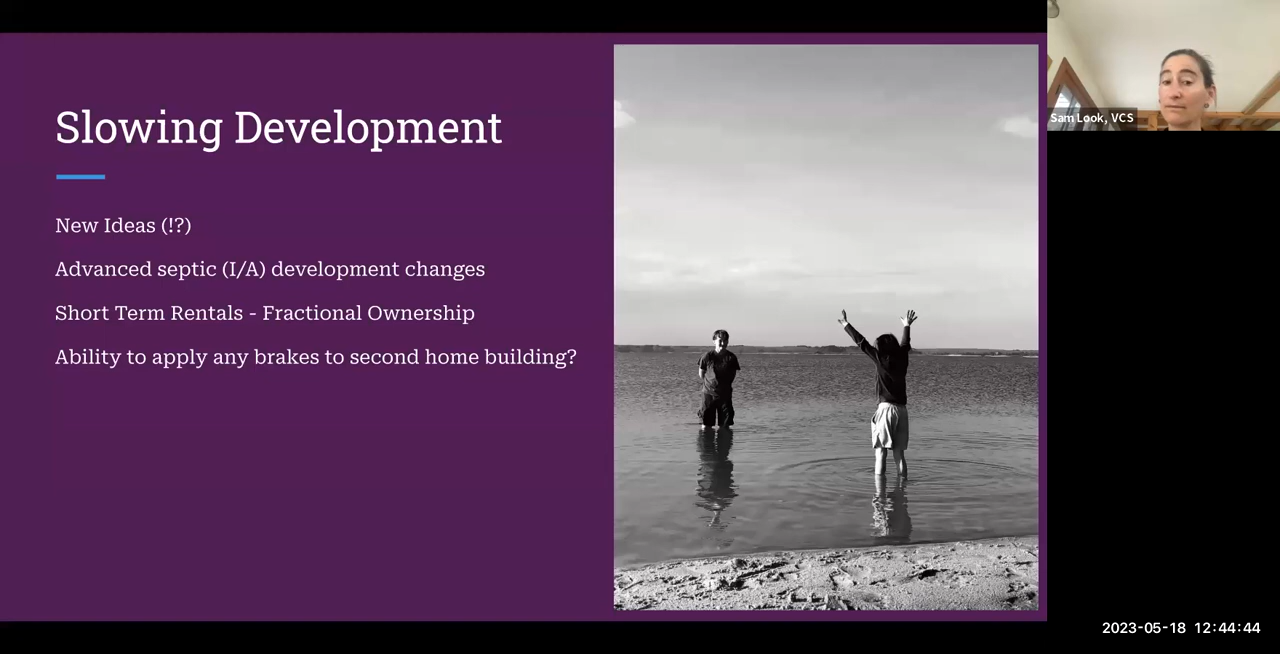 Slowing Development
New Ideas (!?)
Advanced septic (I/A) development changes
Short Term Rentals - Fractional Ownership
Ability to apply any brakes to second home building?
Sam Look, VCS
2023-05-18 12:44:44